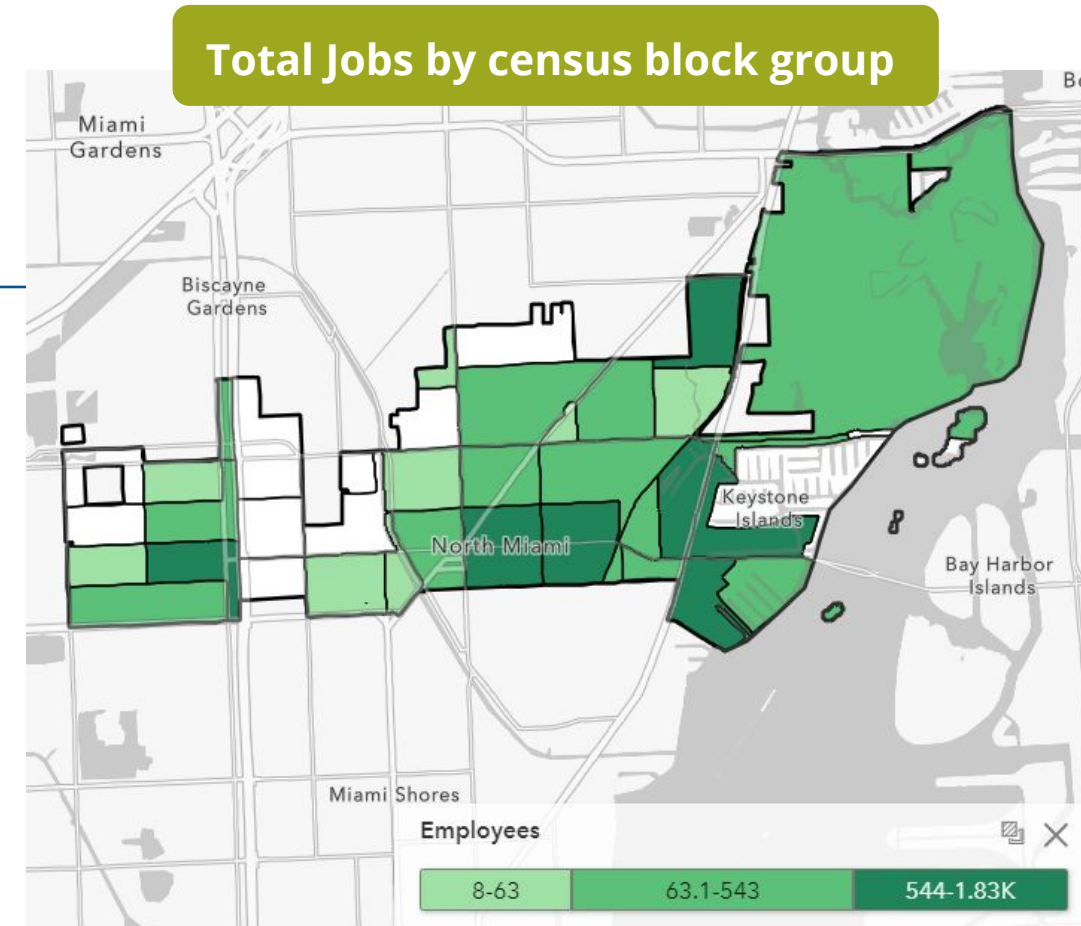 Total Jobs by census block group
Miami
Gardens
Biscayne
Gardens
Keystone
Islands
North Miami
Bay Harbor
Islands
Miami Shores
Employees
8-63
63.1-543
544-1.83K